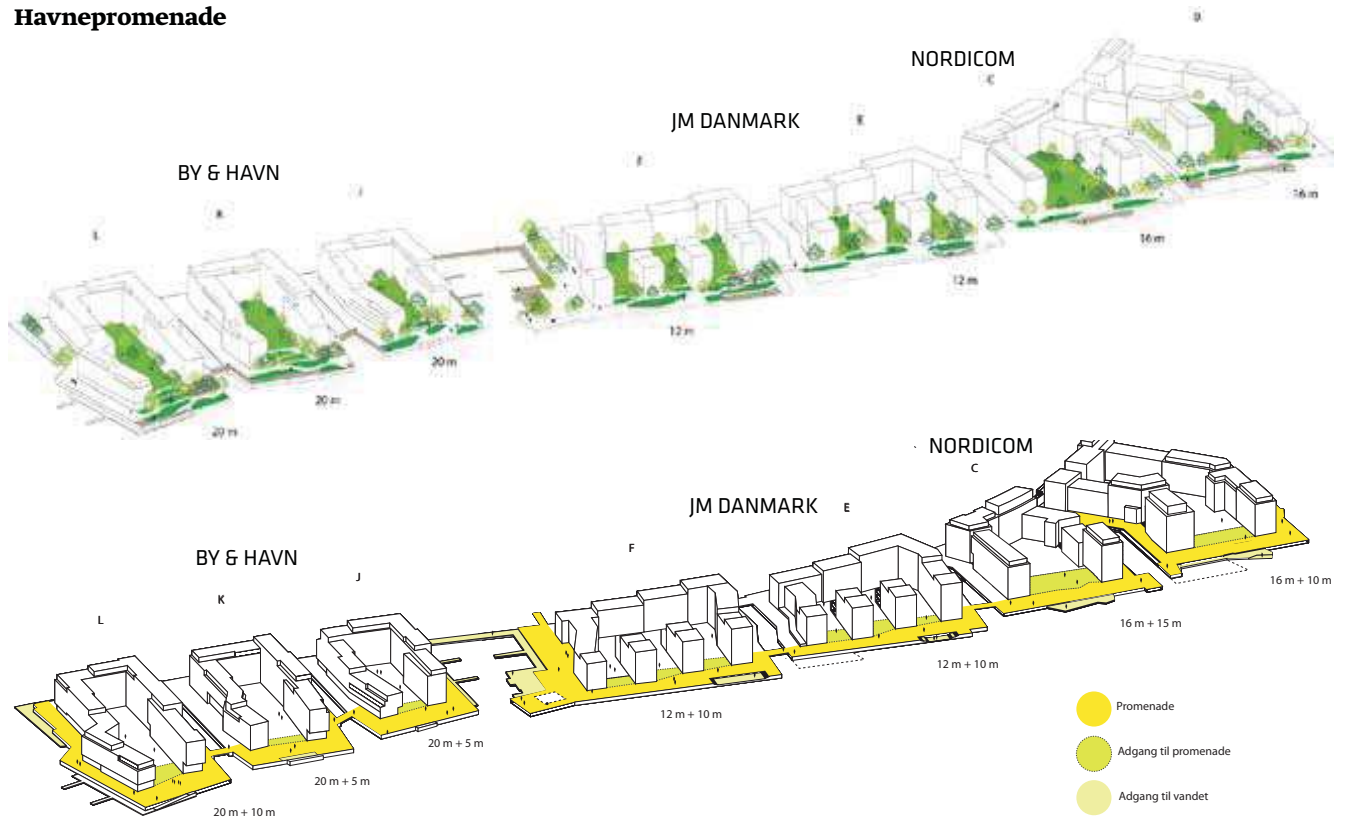 Havnepromenade
D
NORDICOM
C
JM DANMARK
E
F
BY & HAVN
J
K
L
16 m
16 m
12 m
12 m
20 m
20 m
20 m
NORDICOM
C
JM DANMARK
E
F
BY & HAVN
J
K
L
16 m + 10 m
16 m + 15 m
12 m + 10 m
12 m + 10 m
20 m + 5 m
20 m + 5 m
20 m + 10 m
Promenade
Adgang til promenade
Adgang til vandet